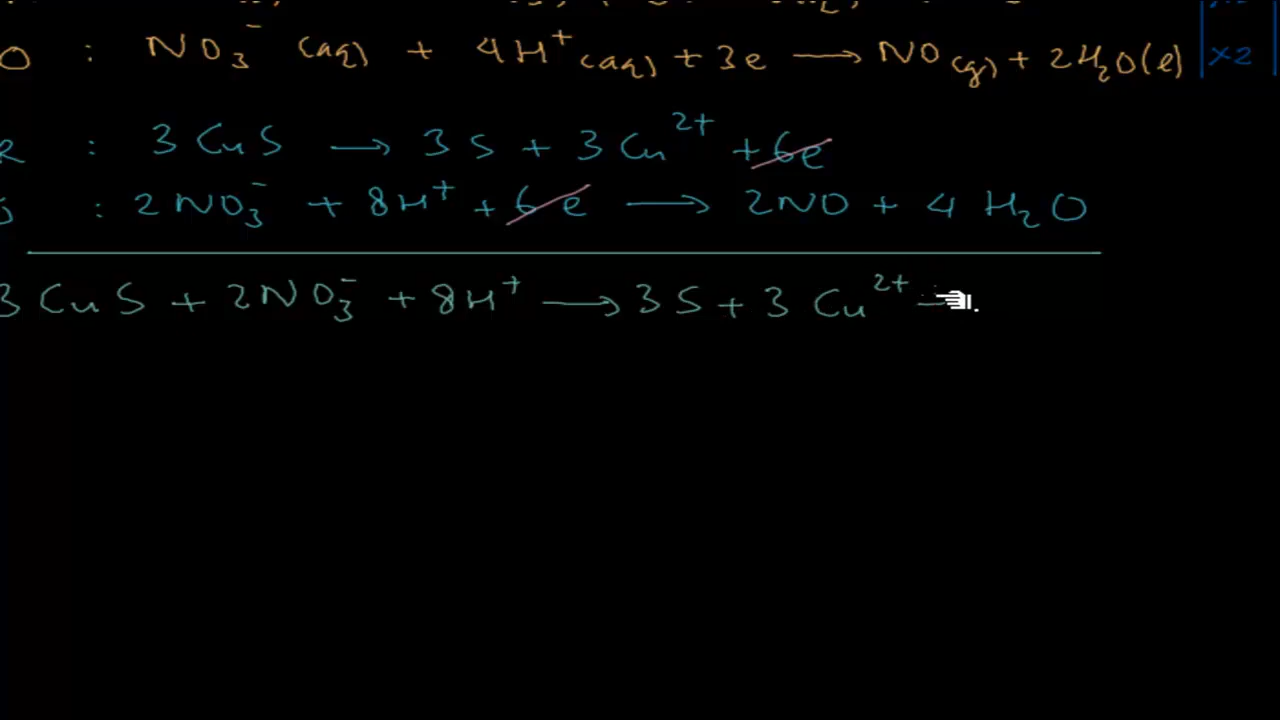 O : NO₃⁻ (aq) + 4H⁺(aq) + 3e ⟶ NO(g) + 2H₂O(l) ×2
R : 3CuS ⟶ 3S + 3Cu²⁺ + 6e
: 2NO₃⁻ + 8H⁺ + 6e ⟶ 2NO + 4H₂O
3CuS + 2NO₃⁻ + 8H⁺ ⟶ 3S + 3Cu²⁺